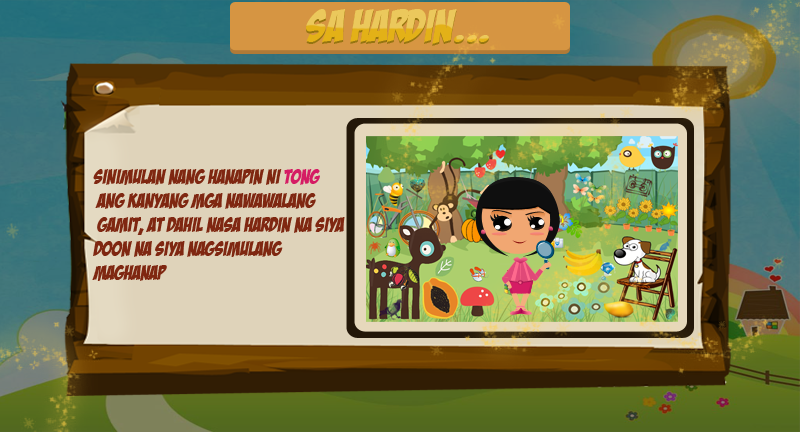 SA HARDIN...
SINIMULAN NANG HANAPIN NI TONG
ANG KANYANG MGA NAWAWALANG
GAMIT, AT DAHIL NASA HARDIN NA SIYA
DOON NA SIYA NAGSIMULANG
MAGHANAP